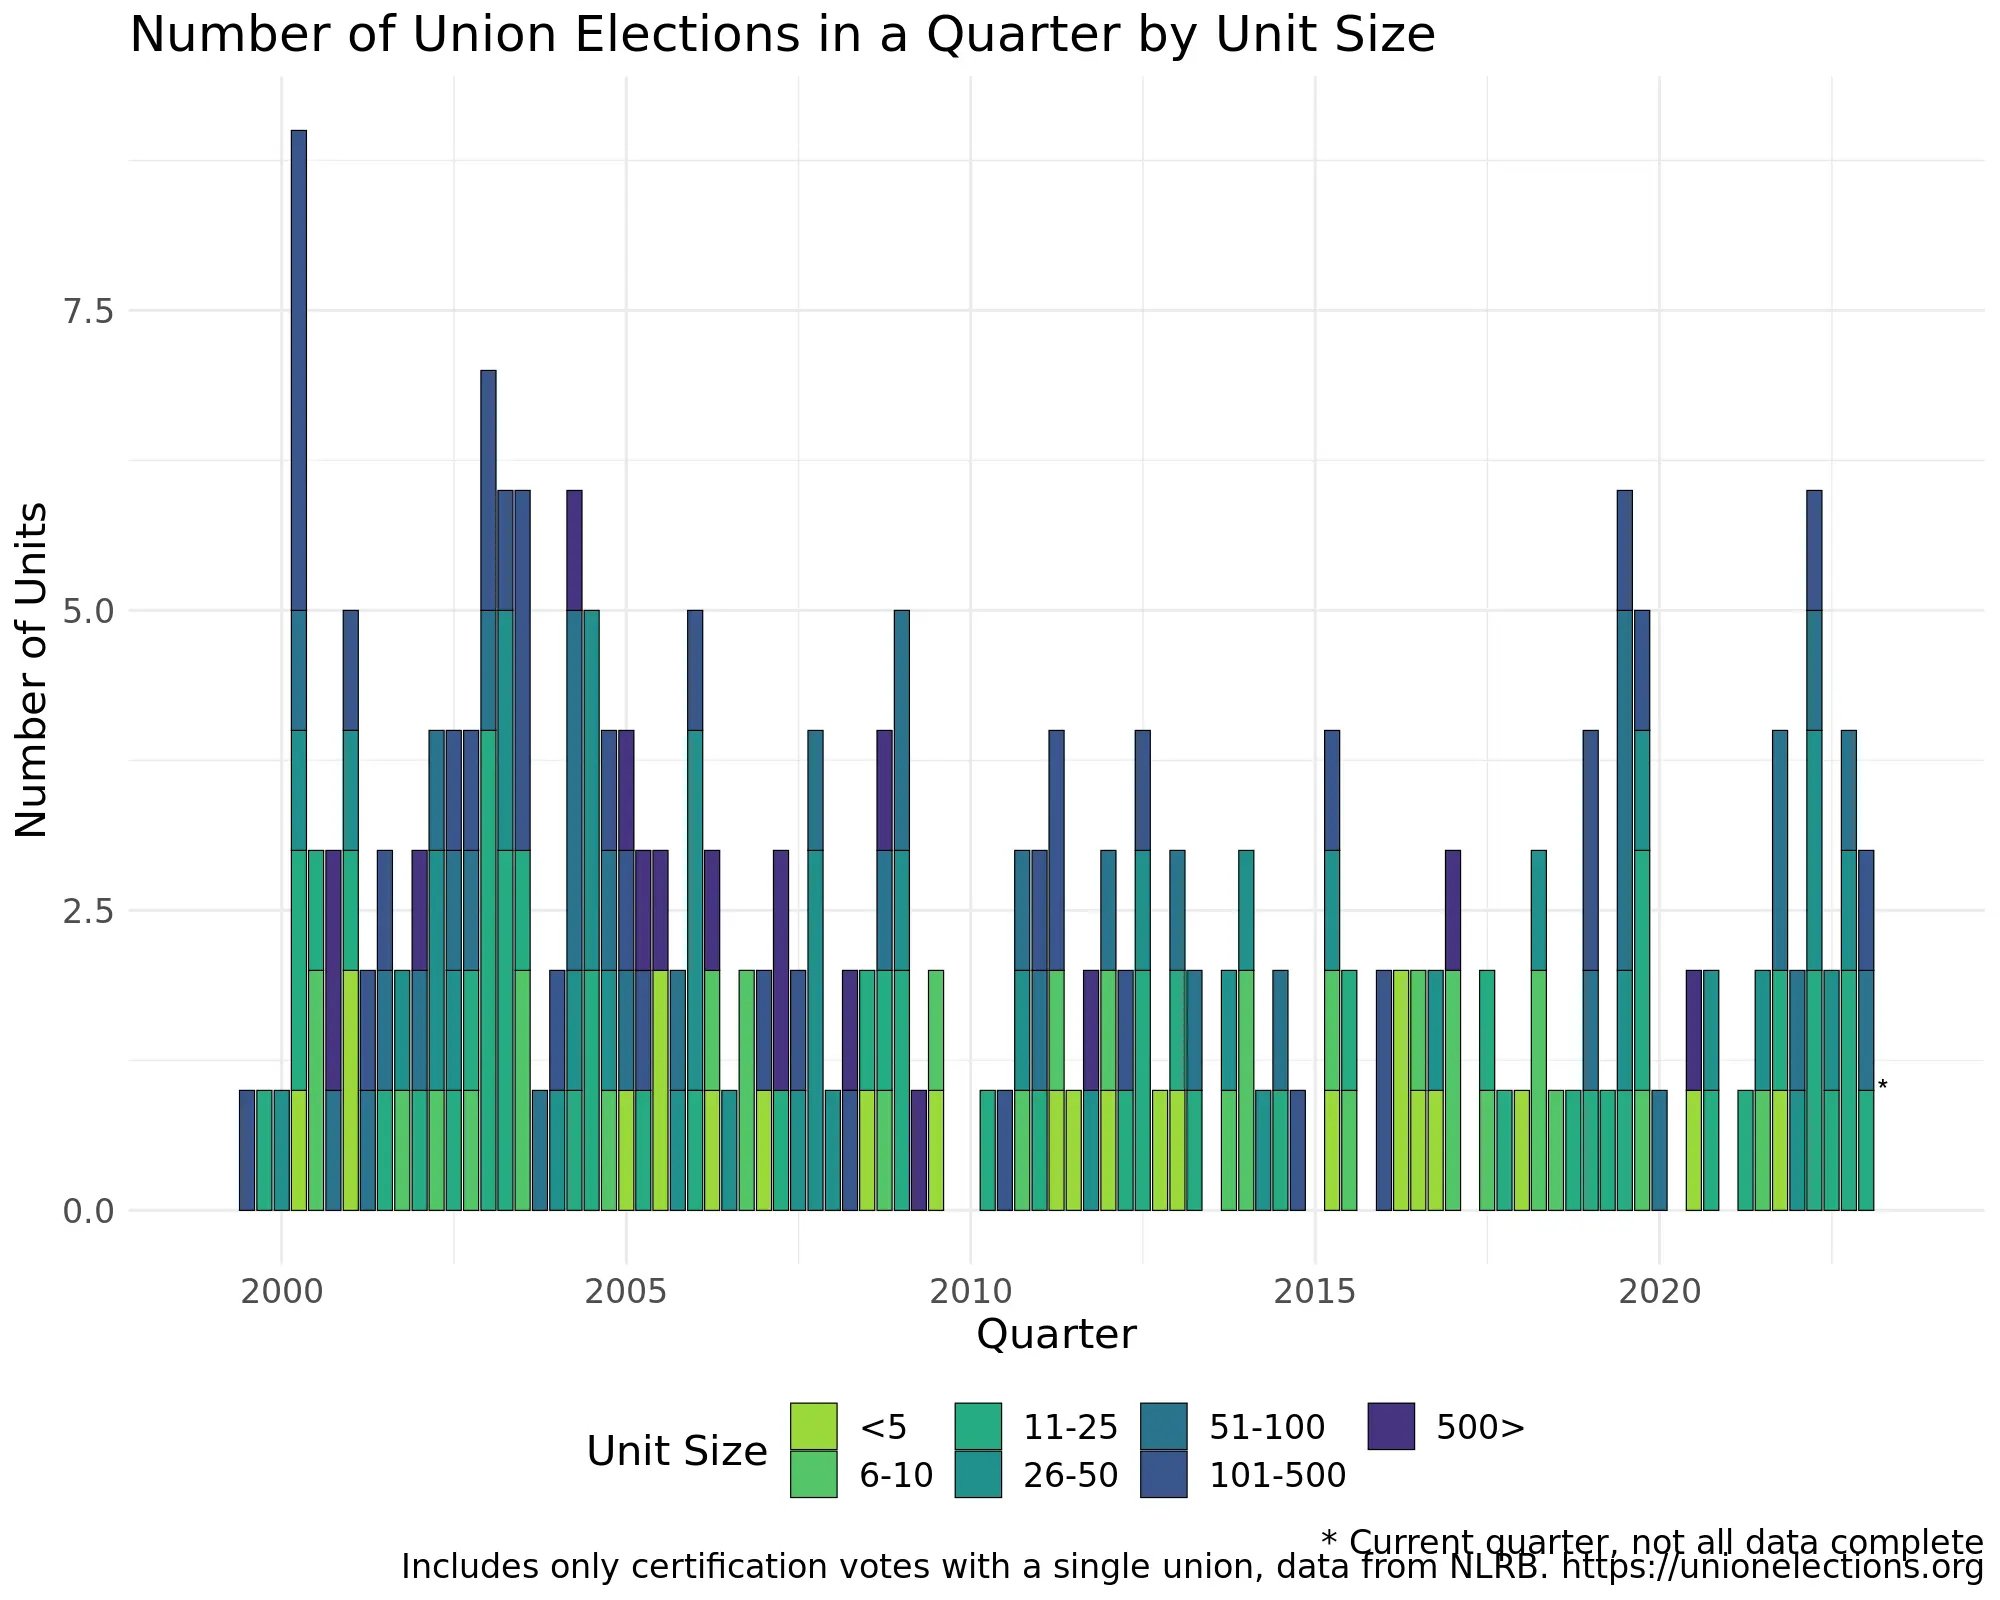 Number of Union Elections in a Quarter by Unit Size
Number of Units
7.5
5.0
2.5
0.0
*
2000 2005 2010 2015 2020
Quarter
Unit Size
<5 11-25 51-100 500>
6-10 26-50 101-500
* Current quarter, not all data complete
Includes only certification votes with a single union, data from NLRB. https://unionelections.org